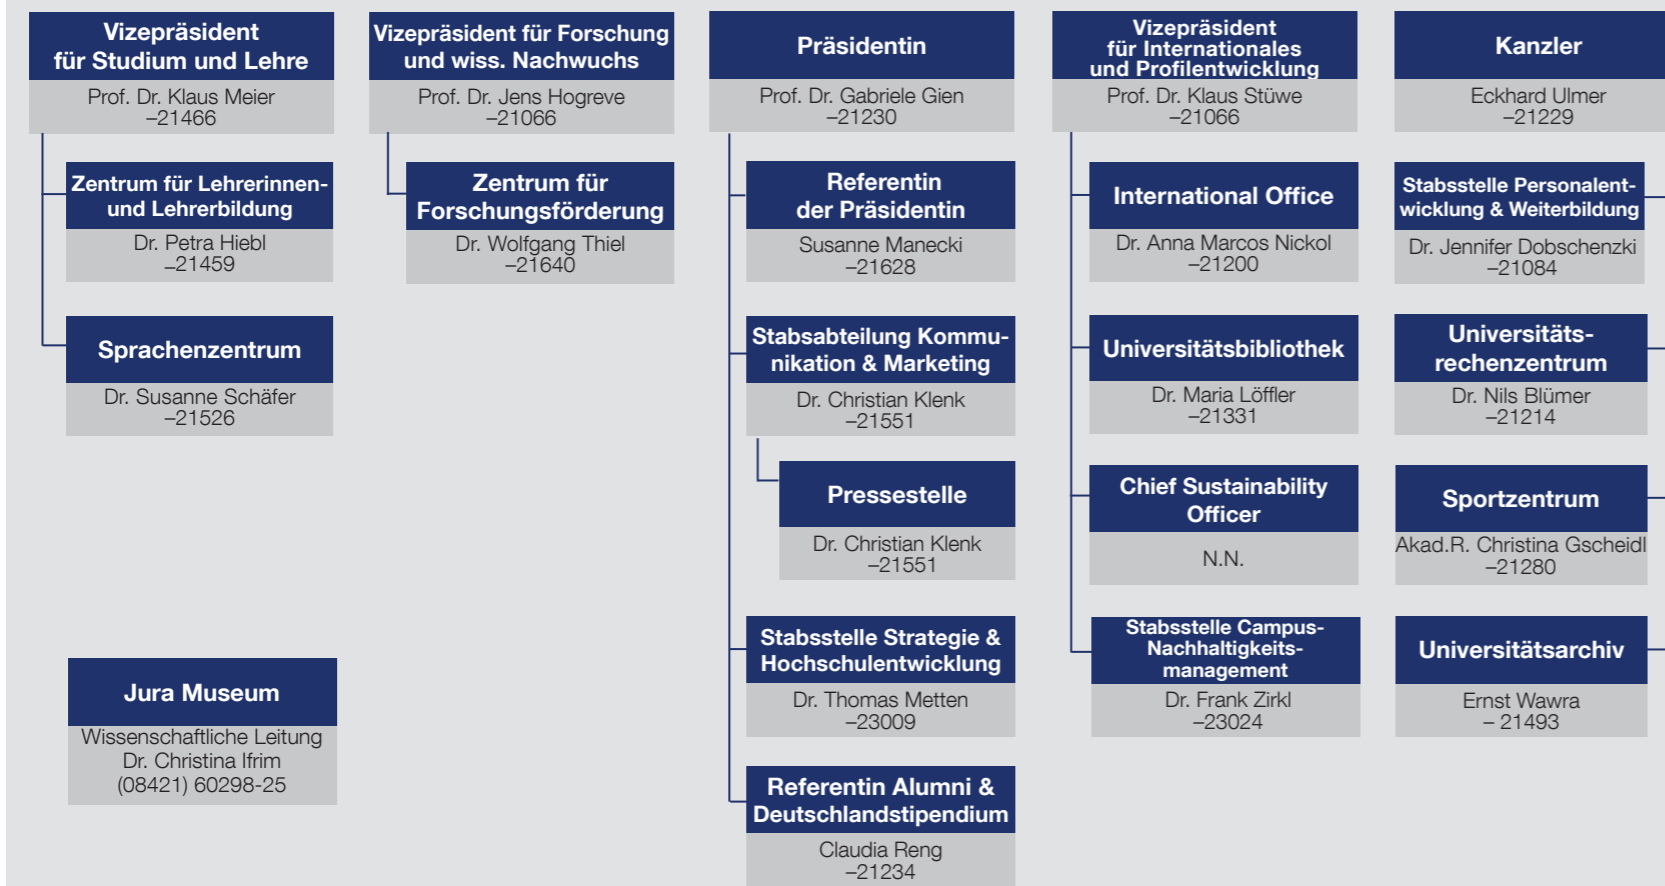 Vizepräsident
für Studium und Lehre
Prof. Dr. Klaus Meier
–21466
Zentrum für Lehrerinnen-
und Lehrerbildung
Dr. Petra Hiebl
–21459
Sprachenzentrum
Dr. Susanne Schäfer
–21526
Jura Museum
Wissenschaftliche Leitung
Dr. Christina Ifrim
(08421) 60298-25
Vizepräsident für Forschung
und wiss. Nachwuchs
Prof. Dr. Jens Hogreve
–21066
Zentrum für
Forschungsförderung
Dr. Wolfgang Thiel
–21640
Präsidentin
Prof. Dr. Gabriele Gien
–21230
Referentin
der Präsidentin
Susanne Manecki
–21628
Stabsabteilung Kommu-
nikation & Marketing
Dr. Christian Klenk
–21551
Pressestelle
Dr. Christian Klenk
–21551
Stabsstelle Strategie &
Hochschulentwicklung
Dr. Thomas Metten
–23009
Referentin Alumni &
Deutschlandstipendium
Claudia Reng
–21234
Vizepräsident
für Internationales
und Profilentwicklung
Prof. Dr. Klaus Stüwe
–21066
International Office
Dr. Anna Marcos Nickol
–21200
Universitätsbibliothek
Dr. Maria Löffler
–21331
Chief Sustainability
Officer
N.N.
Stabsstelle Campus-
Nachhaltigkeits-
management
Dr. Frank Zirkl
–23024
Kanzler
Eckhard Ulmer
–21229
Stabsstelle Personalent-
wicklung & Weiterbildung
Dr. Jennifer Dobschenzki
–21084
Universitäts-
rechenzentrum
Dr. Nils Blümer
–21214
Sportzentrum
Akad.R. Christina Gscheidl
–21280
Universitätsarchiv
Ernst Wawra
– 21493